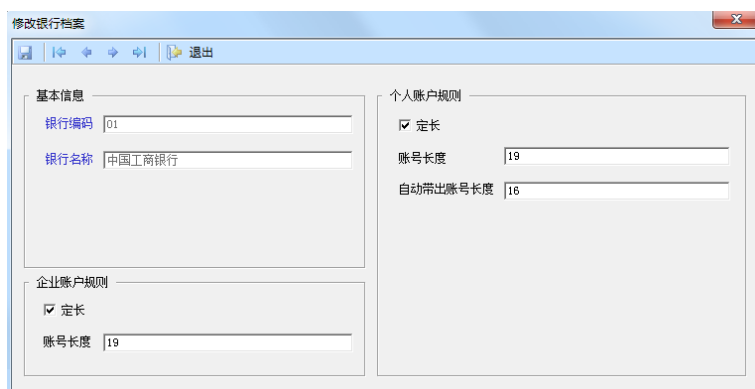 修改银行档案
退出
基本信息
银行编码 01
银行名称 中国工商银行
企业账户规则
定长
账号长度 19
个人账户规则
定长
账号长度 19
自动带出账号长度 16